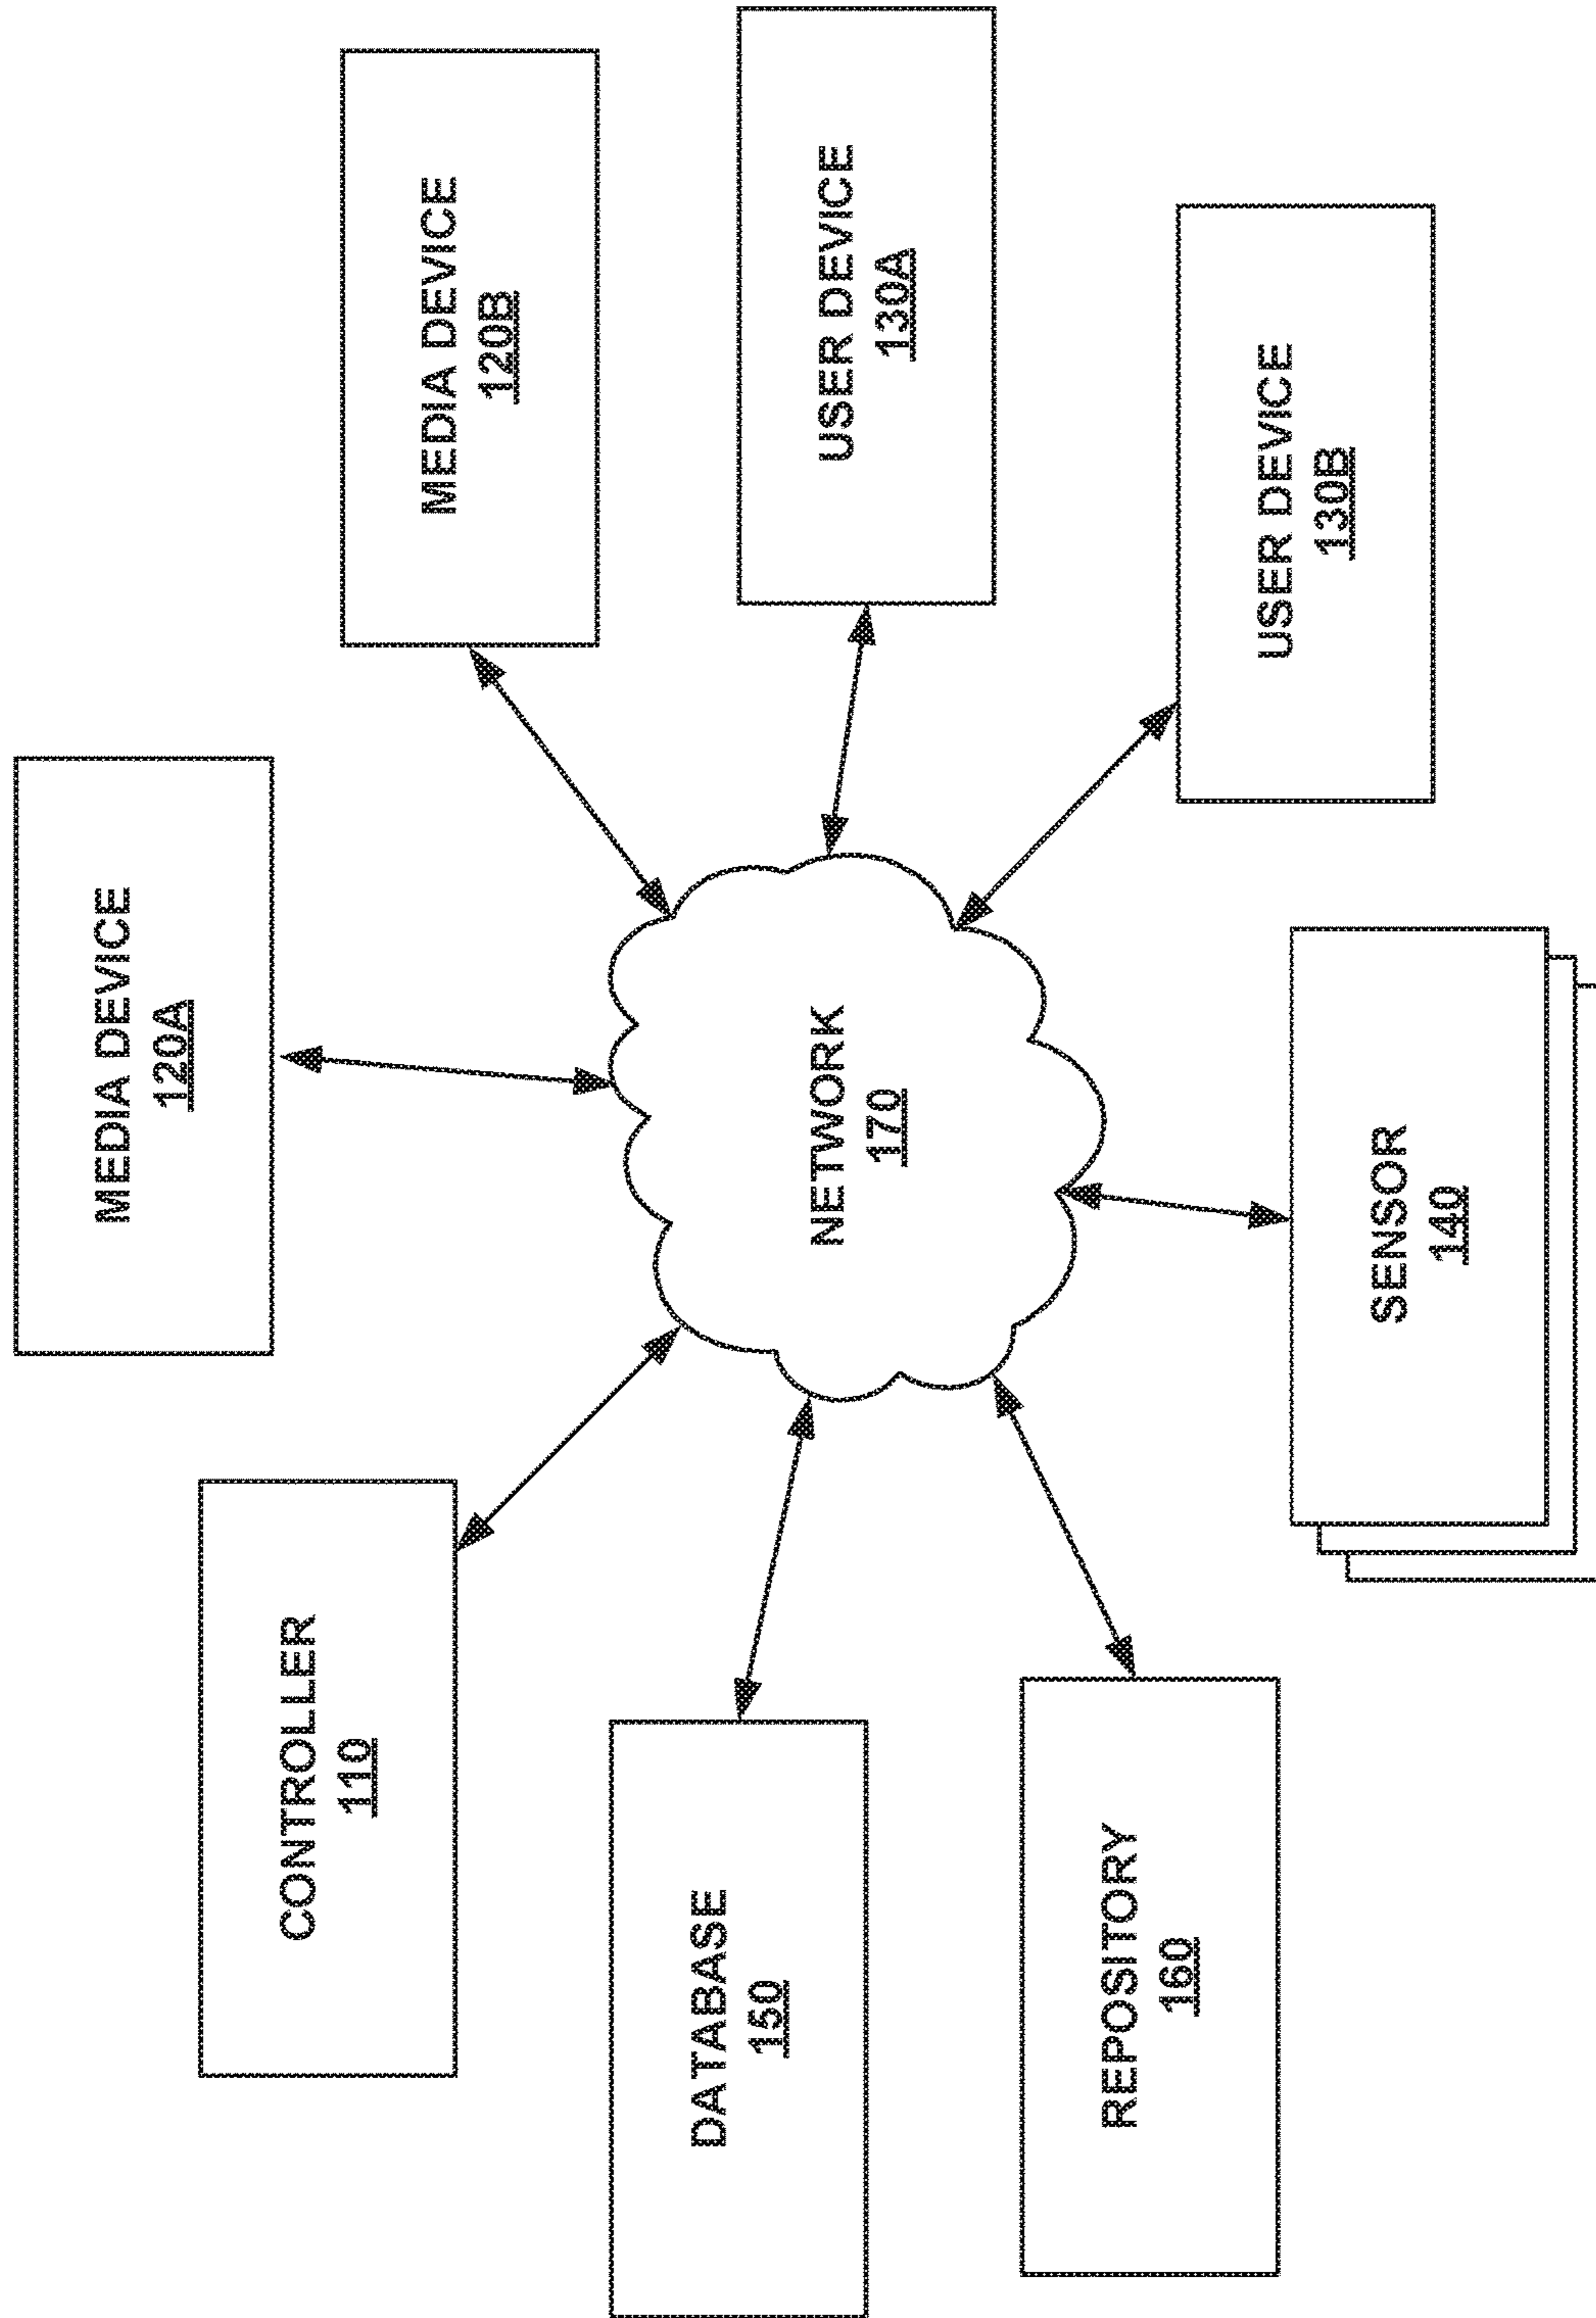 MEDIA DEVICE
120A
CONTROLLER
110
MEDIA DEVICE
120B
DATABASE
150
NETWORK
170
USER DEVICE
130A
REPOSITORY
160
USER DEVICE
130B
SENSOR
140